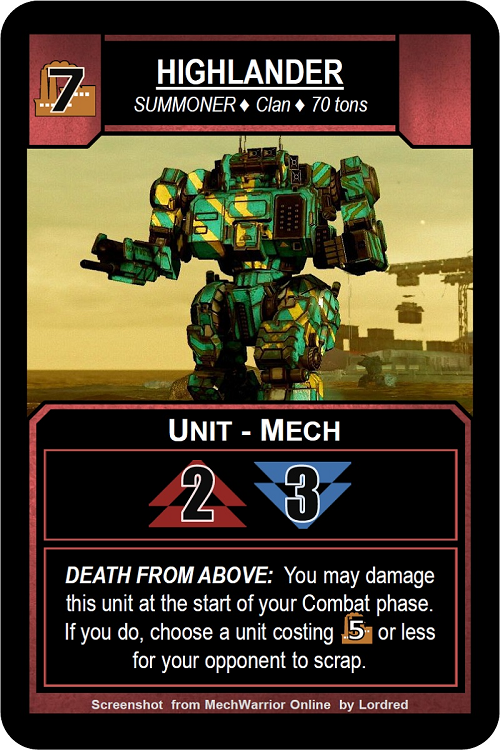 7
HIGHLANDER
SUMMONER ♦ Clan ♦ 70 tons
UNIT - MECH
2 3
DEATH FROM ABOVE: You may damage
this unit at the start of your Combat phase.
If you do, choose a unit costing 5 or less
for your opponent to scrap.
Screenshot from MechWarrior Online by Lordred